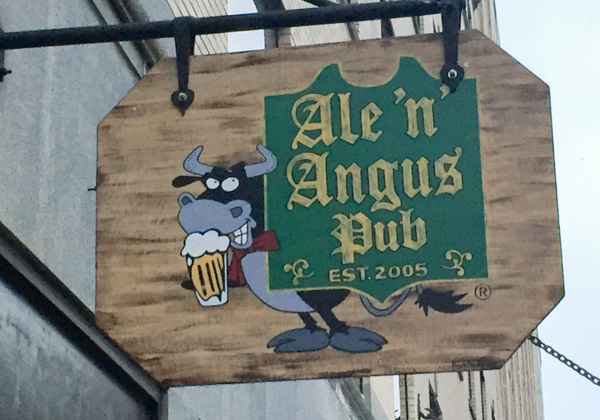 Ale 'n'
Angus
Pub
EST. 2005
®